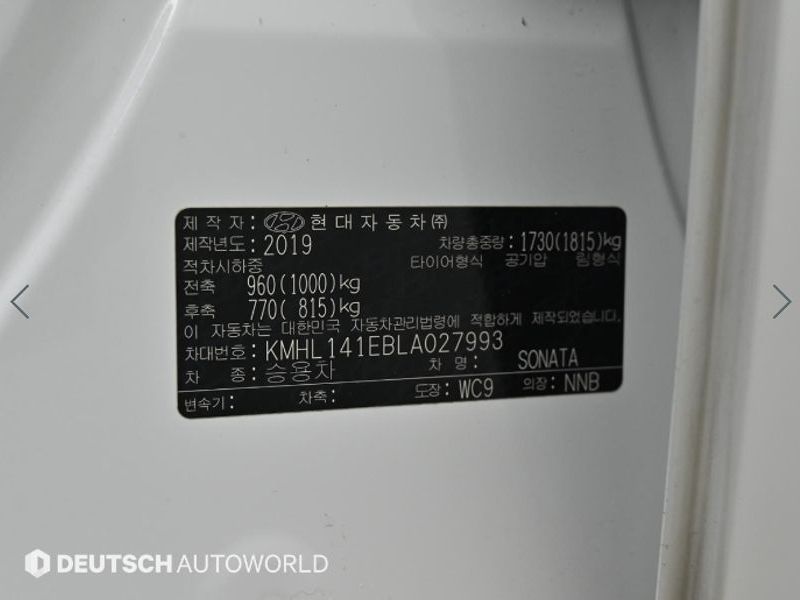 제 작 자 : 현대자동차㈜
제작년도 : 2019 차량총중량 : 1730(1815)kg
적차시하중 타이어형식 공기압 림형식
전축 960(1000)kg
후축 770( 815)kg
이 자동차는 대한민국 자동차관리법령에 적합하게 제작되었습니다.
차대번호 : KMHL141EBLA027993
차 종 : 승용차 차 명 : SONATA
변속기 : 차축 : 도장 : WC9 의장 : NNB
DEUTSCH AUTOWORLD